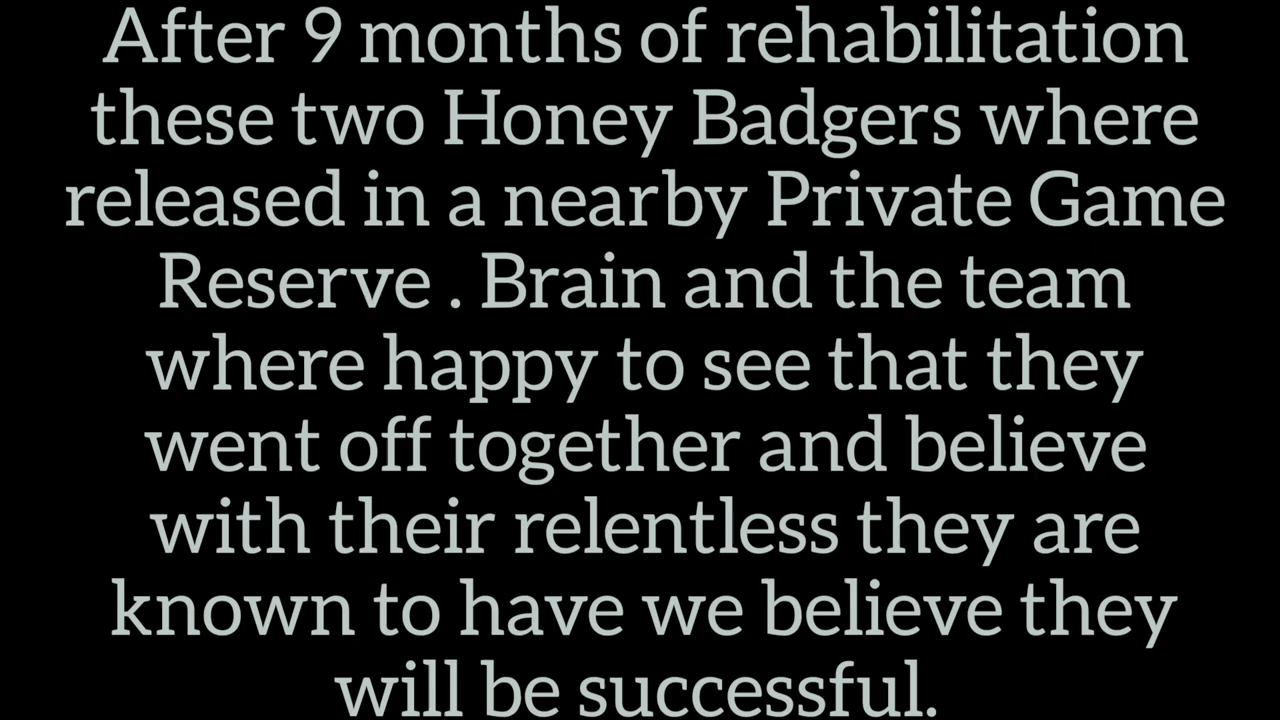 After 9 months of rehabilitation
these two Honey Badgers where
released in a nearby Private Game
Reserve . Brain and the team
where happy to see that they
went off together and believe
with their relentless they are
known to have we believe they
will be successful.